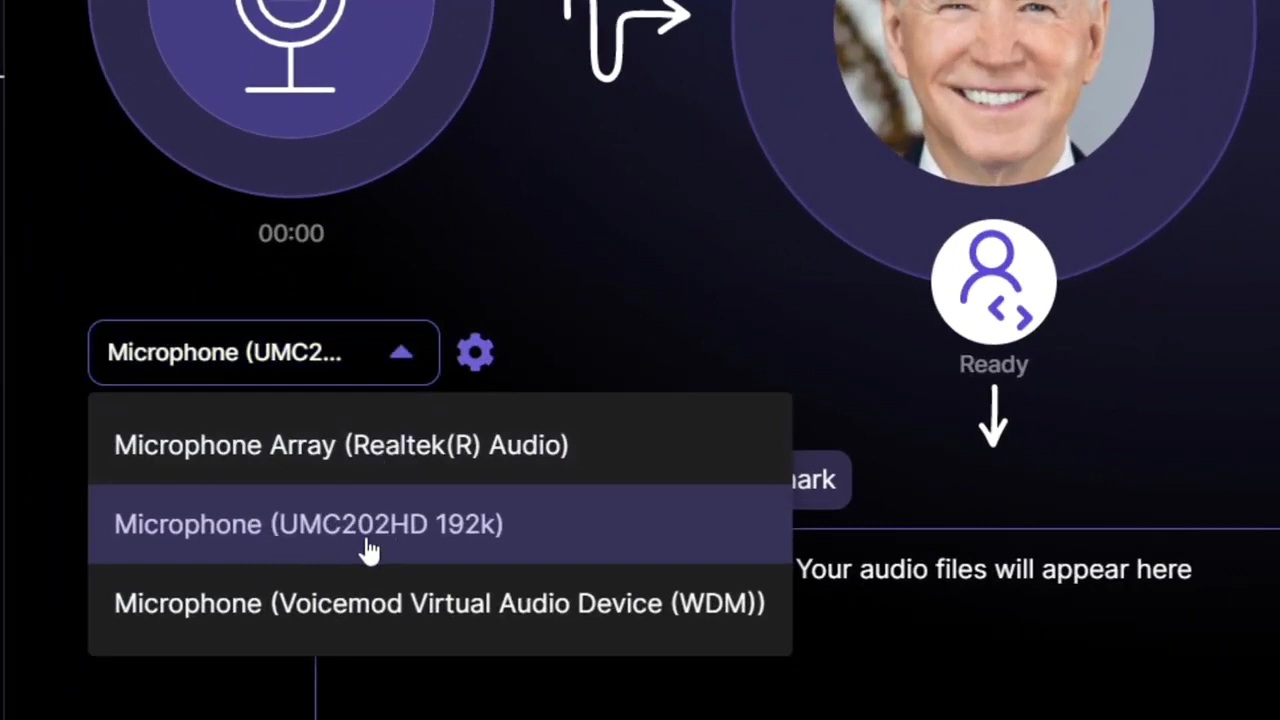 00:00
Microphone (UMC2...
Ready
Microphone Array (Realtek(R) Audio)
Microphone (UMC202HD 192k)
Microphone (Voicemod Virtual Audio Device (WDM))
Your audio files will appear here